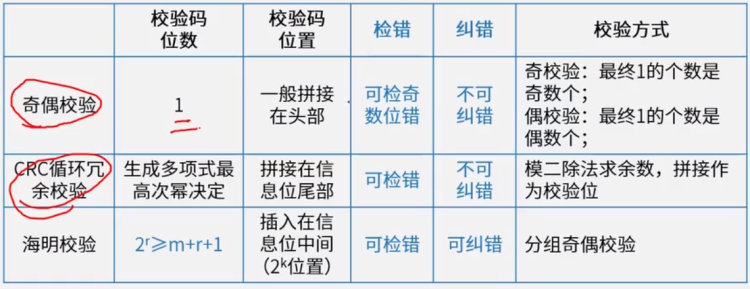 校验码
位数
校验码
位置
检错
纠错
校验方式
奇偶校验
1
一般拼接
在头部
可检奇
数位错
不可
纠错
奇校验：最终1的个数是
奇数个；
偶校验：最终1的个数是
偶数个；
CRC循环冗
余校验
生成多项式最
高次幂决定
拼接在信
息位尾部
可检错
不可
纠错
模二除法求余数，拼接作
为校验位
海明校验
2ʳ≥m+r+1
插入在信
息位中间
（2ᵏ位置）
可检错
可纠错
分组奇偶校验